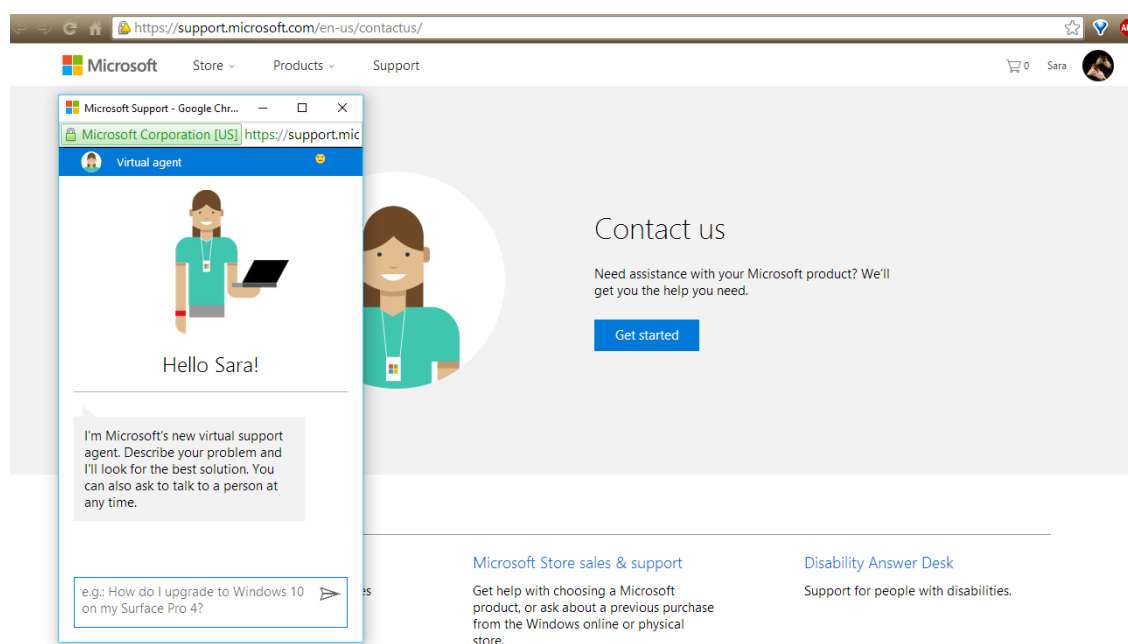 https://support.microsoft.com/en-us/contactus/
Microsoft
Store
Products
Support
0
Sara
Microsoft Support - Google Chr...
Microsoft Corporation [US]
https://support.mic
Virtual agent
Hello Sara!
I'm Microsoft's new virtual support
agent. Describe your problem and
I'll look for the best solution. You
can also ask to talk to a person at
any time.
e.g.: How do I upgrade to Windows 10
on my Surface Pro 4?
Contact us
Need assistance with your Microsoft product? We'll
get you the help you need.
Get started
es
Microsoft Store sales & support
Get help with choosing a Microsoft
product, or ask about a previous purchase
from the Windows online or physical
store.
Disability Answer Desk
Support for people with disabilities.